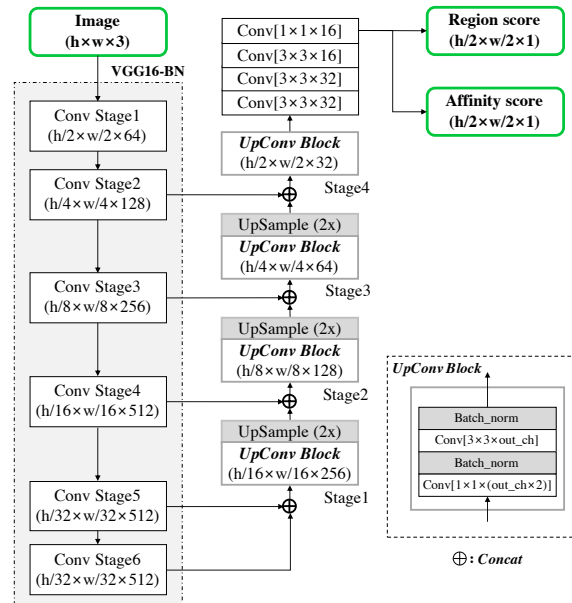 Image
(h×w×3)
VGG16-BN
Conv Stage1
(h/2×w/2×64)
Conv Stage2
(h/4×w/4×128)
Conv Stage3
(h/8×w/8×256)
Conv Stage4
(h/16×w/16×512)
Conv Stage5
(h/32×w/32×512)
Conv Stage6
(h/32×w/32×512)
Conv[1×1×16]
Conv[3×3×16]
Conv[3×3×32]
Conv[3×3×32]
UpConv Block
(h/2×w/2×32)
Stage4
UpSample (2x)
UpConv Block
(h/4×w/4×64)
Stage3
UpSample (2x)
UpConv Block
(h/8×w/8×128)
Stage2
UpSample (2x)
UpConv Block
(h/16×w/16×256)
Stage1
Region score
(h/2×w/2×1)
Affinity score
(h/2×w/2×1)
UpConv Block
Batch_norm
Conv[3×3×out_ch]
Batch_norm
Conv[1×1×(out_ch×2)]
⊕ : Concat